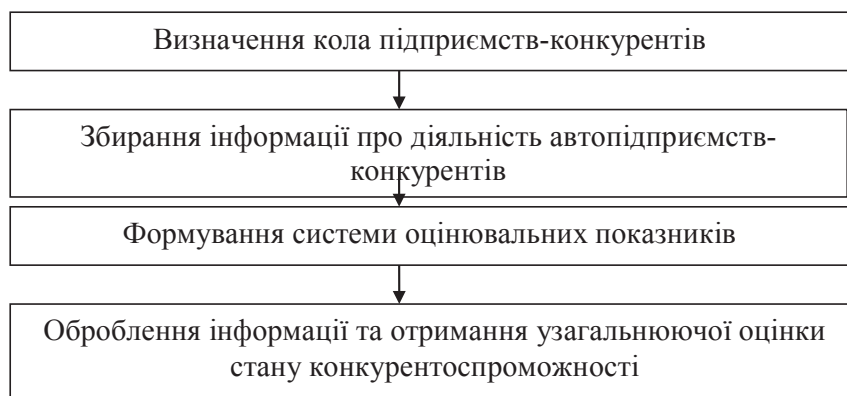 Визначення кола підприємств-конкурентів
Збирання інформації про діяльність автопідприємств-
конкурентів
Формування системи оцінювальних показників
Оброблення інформації та отримання узагальнюючої оцінки
стану конкурентоспроможності